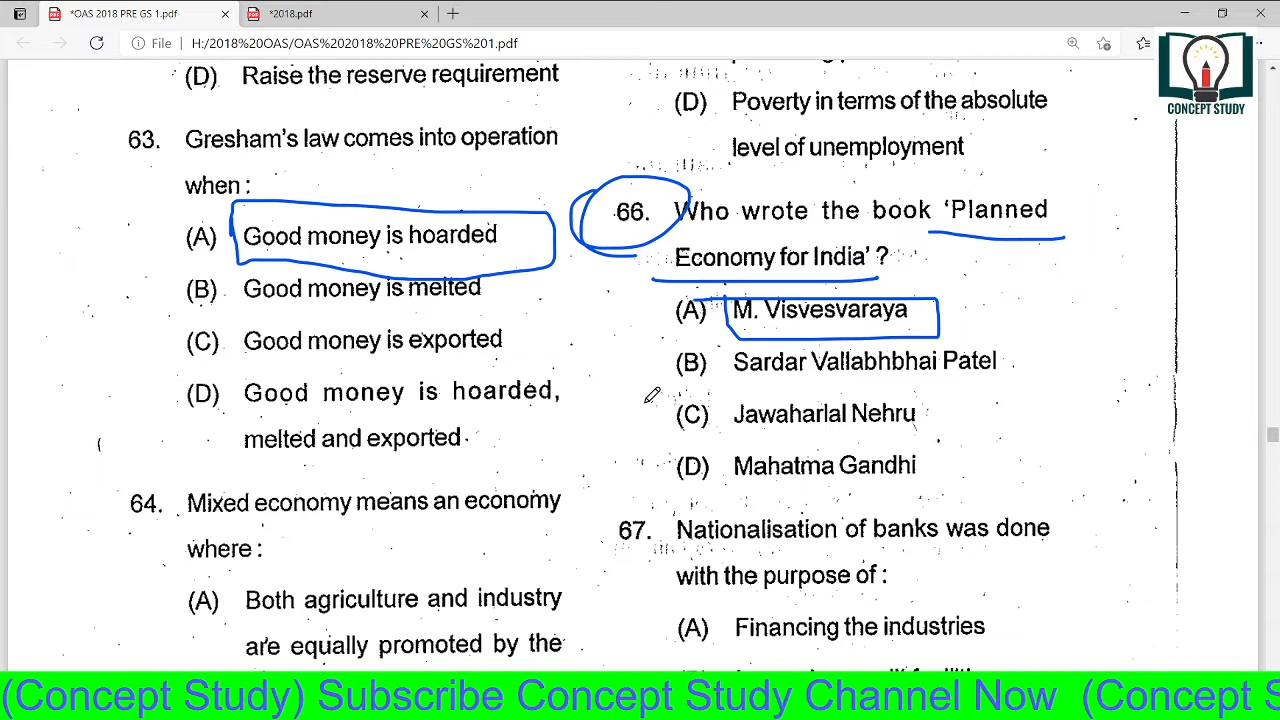 *OAS 2018 PRE GS 1.pdf
*2018.pdf
File
H:/2018%20OAS/OAS%202018%20PRE%20GS%201.pdf
CONCEPT STUDY
(D) Raise the reserve requirement
63. Gresham's law comes into operation
when :
(A) Good money is hoarded
(B) Good money is melted
(C) Good money is exported
(D) Good money is hoarded,
melted and exported
64. Mixed economy means an economy
where :
(A) Both agriculture and industry
are equally promoted by the
(D) Poverty in terms of the absolute
level of unemployment
66. Who wrote the book 'Planned
Economy for India' ?
(A) M. Visvesvaraya
(B) Sardar Vallabhbhai Patel
(C) Jawaharlal Nehru
(D) Mahatma Gandhi
67. Nationalisation of banks was done
with the purpose of :
(A) Financing the industries
(Concept Study) Subscribe Concept Study Channel Now (Concept S